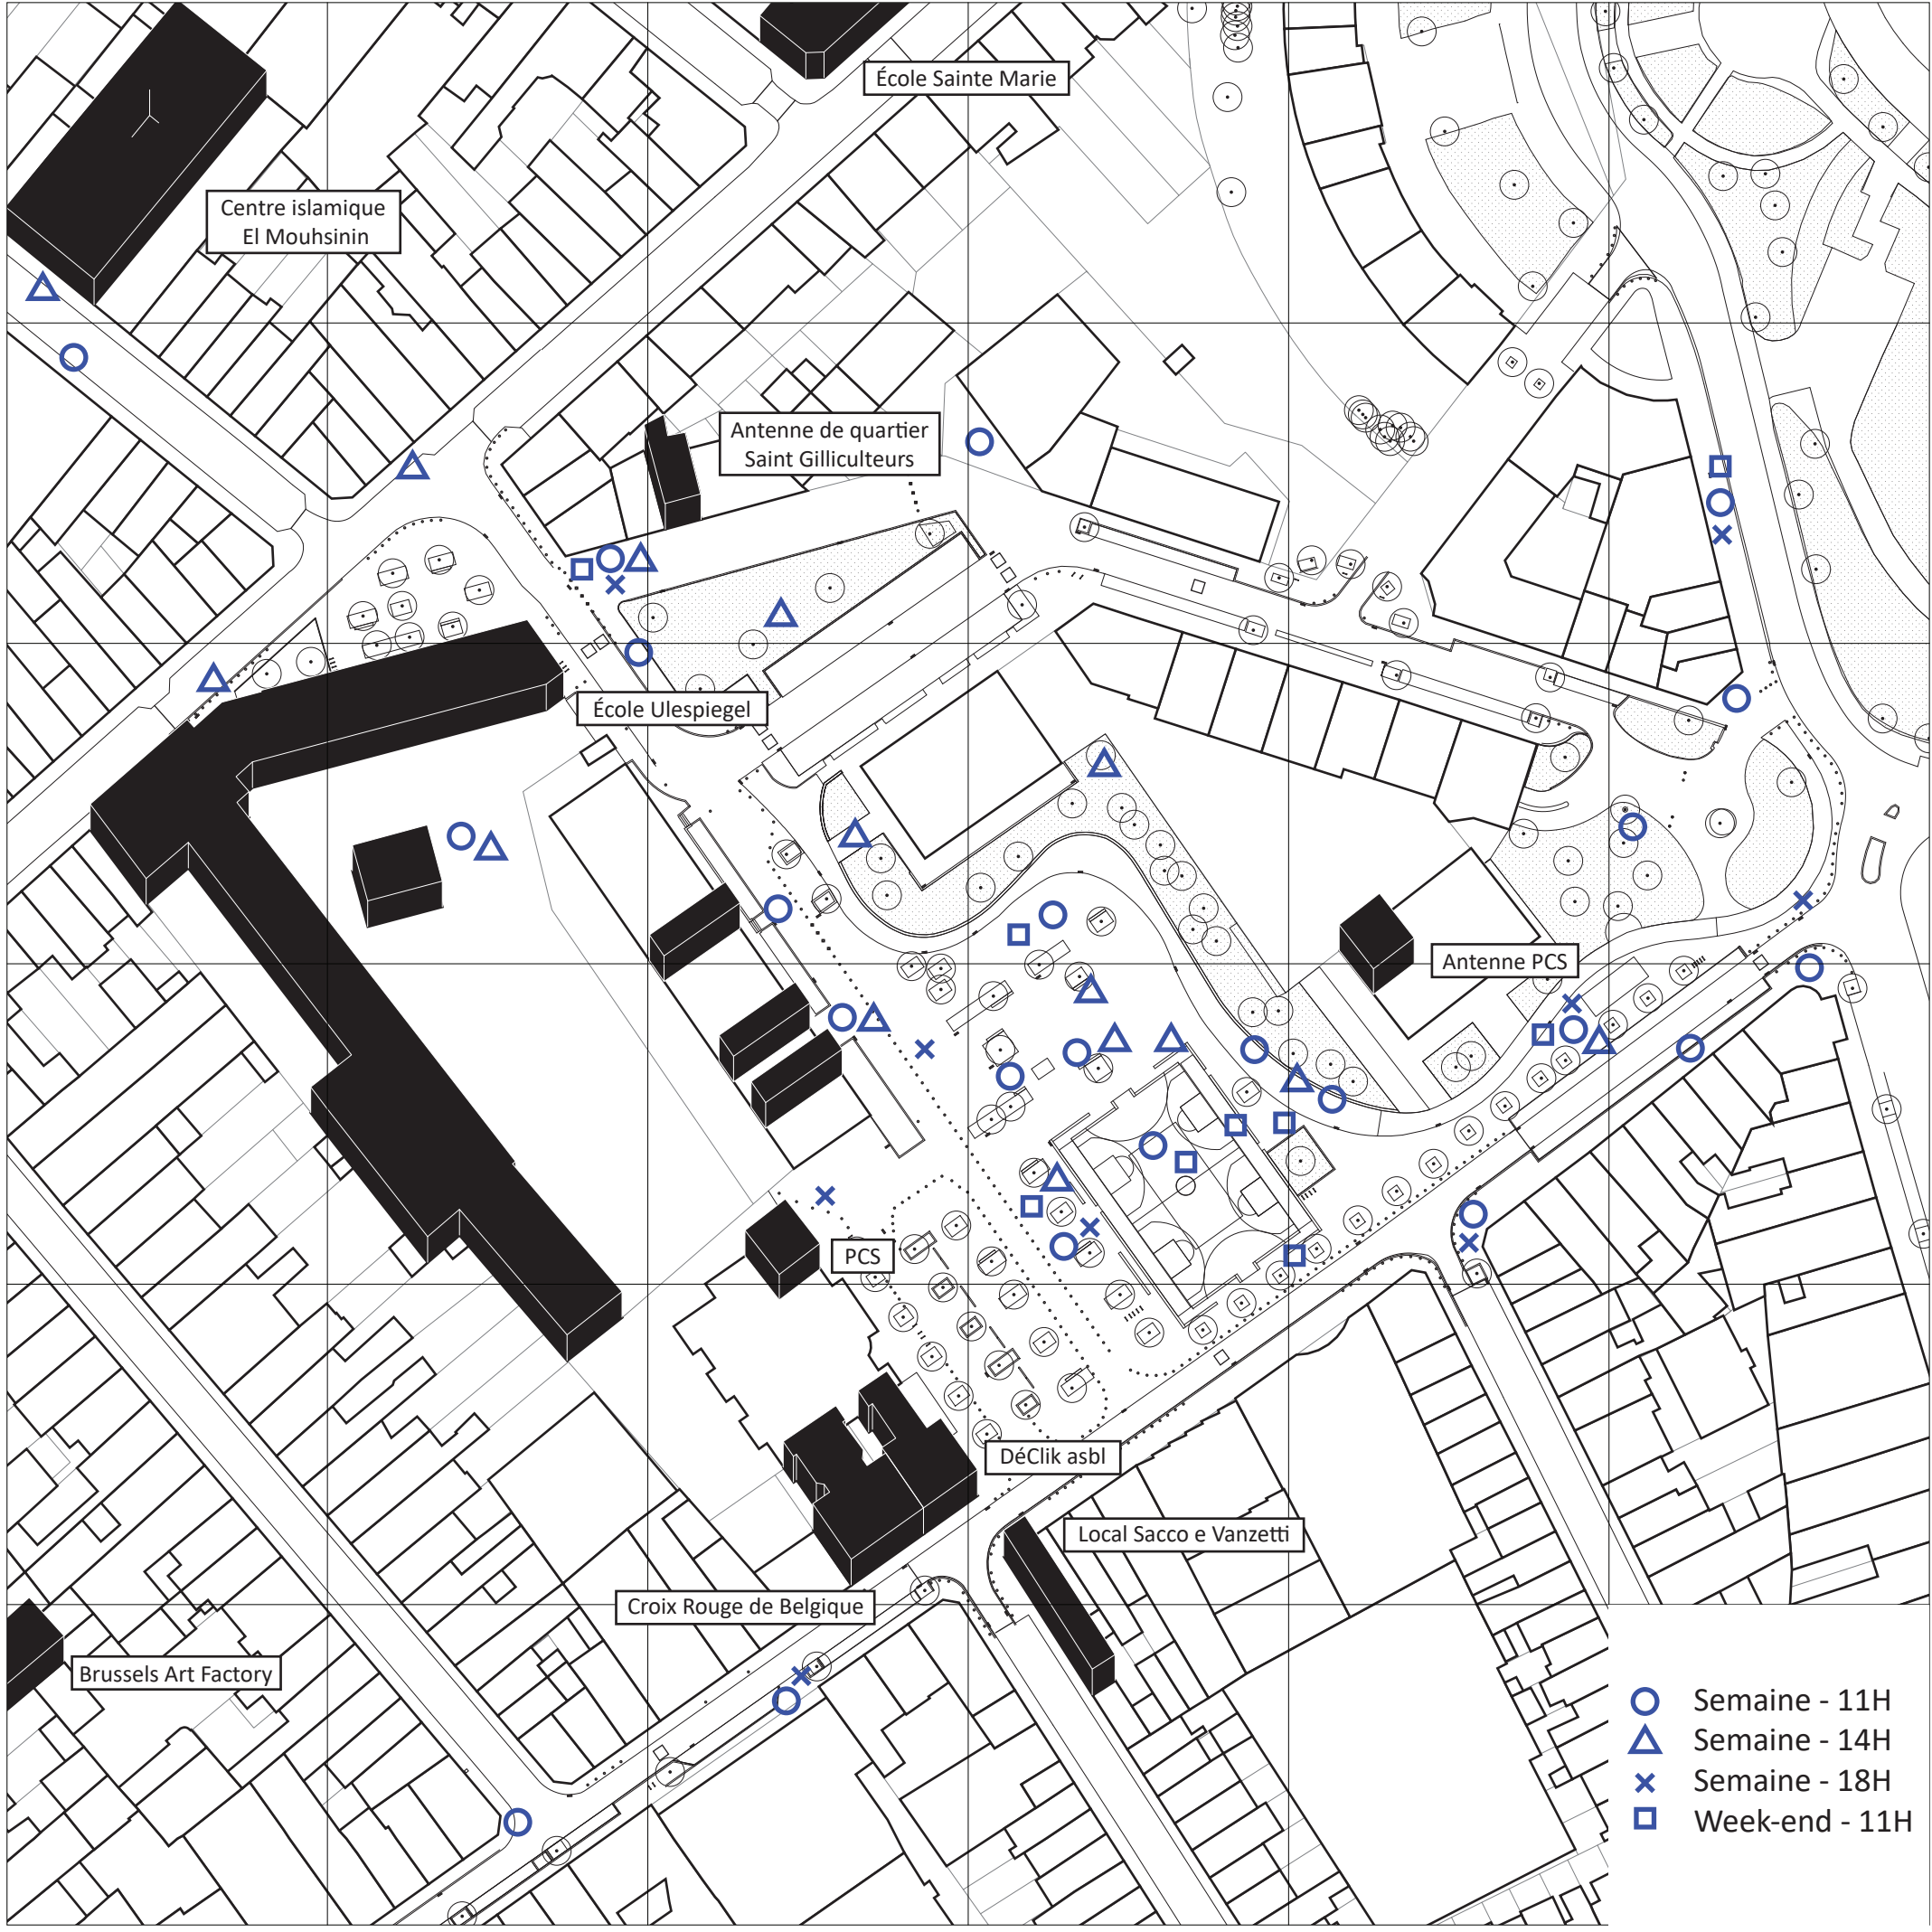 École Sainte Marie
Centre islamique
El Mouhsinin
Antenne de quartier
Saint Gilliculteurs
École Ulespiegel
Antenne PCS
PCS
DéClik asbl
Local Sacco e Vanzetti
Croix Rouge de Belgique
Brussels Art Factory
Semaine - 11H
Semaine - 14H
Semaine - 18H
Week-end - 11H